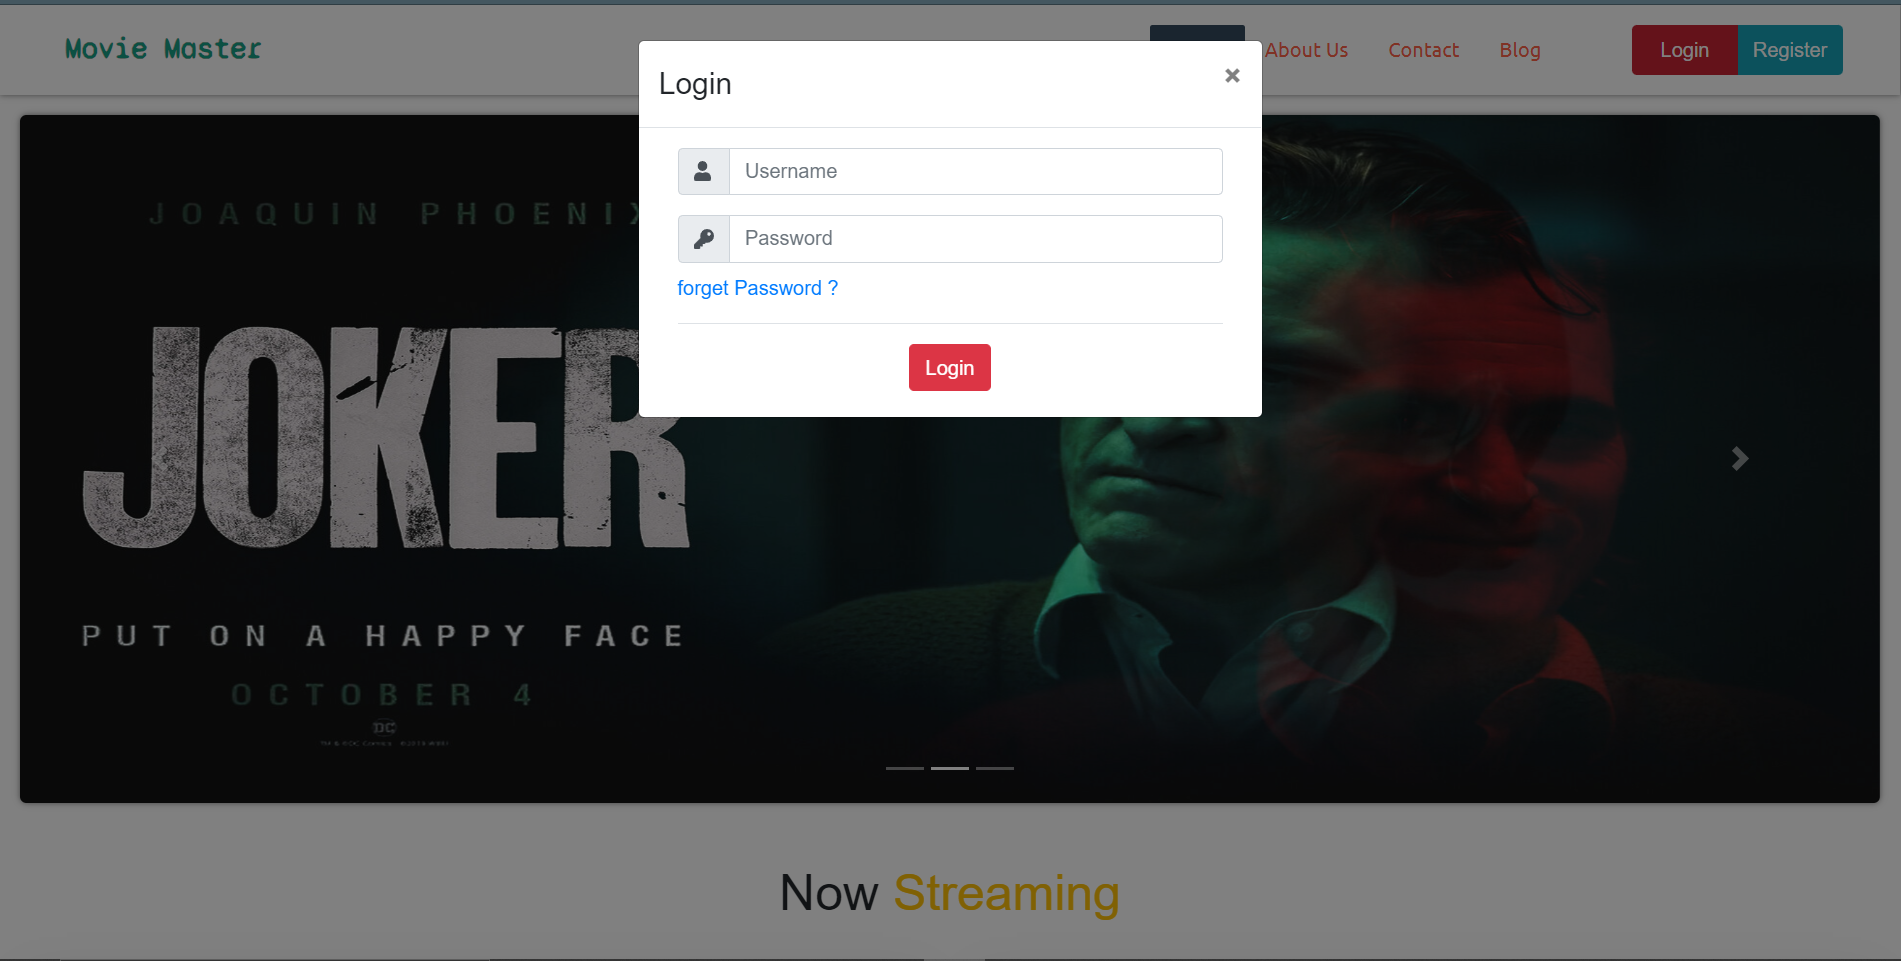 Movie Master
About Us
Contact
Blog
Login
Register
Login
×
Username
Password
forget Password ?
Login
JOAQUIN PHOENIX
JOKER
PUT ON A HAPPY FACE
OCTOBER 4
DC
Now Streaming